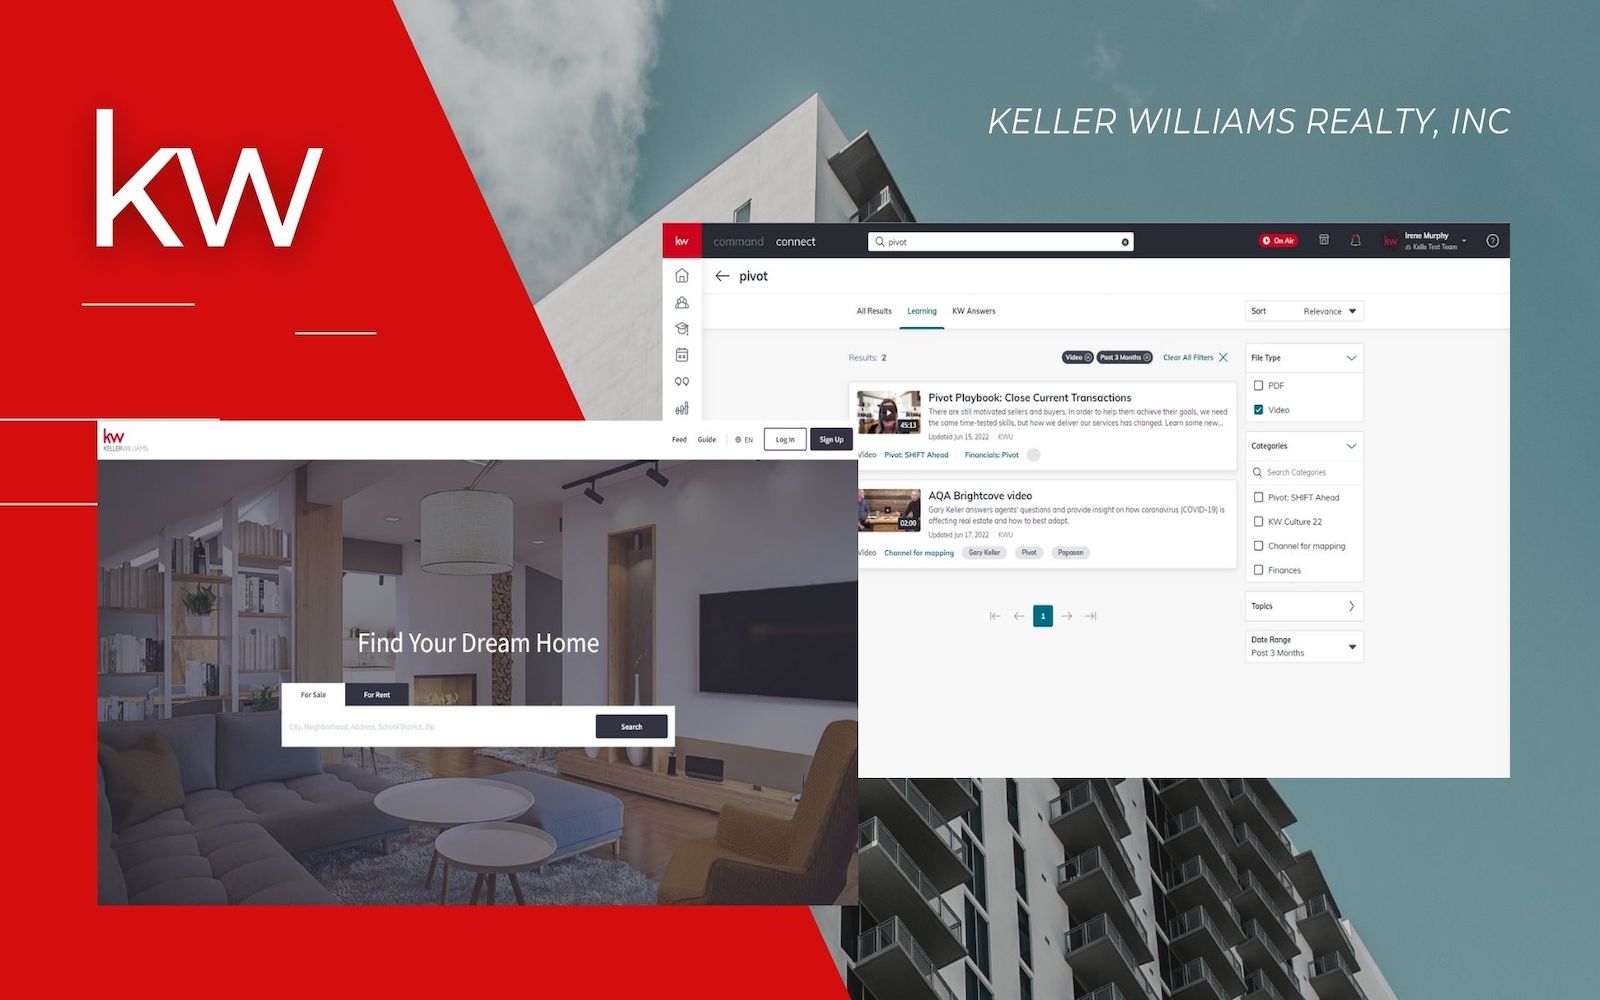 kw
KELLER WILLIAMS REALTY, INC
kw
command connect
pivot
On Air
kw
Irene Murphy
Kelle Test Team
?
pivot
All Results Learning KW Answers
Sort Relevance
Results: 2
Video Past 3 Months Clear All Filters
File Type
PDF
Video
Pivot Playbook: Close Current Transactions
There are still motivated sellers and buyers. In order to help them achieve their goals, we need
the same time-tested skills, but how we deliver our services has changed. Learn some new...
45:13
Updated Jun 15, 2022 KWU
Video Pivot: SHIFT Ahead Financials: Pivot
AQA Brightcove video
Gary Keller answers agents' questions and provide insight on how coronavirus (COVID-19) is
affecting real estate and how to best adapt.
02:00
Updated Jun 17, 2022 KWU
Video Channel for mapping Gary Keller Pivot Papasan
1
Categories
Search Categories
Pivot: SHIFT Ahead
KW Culture 22
Channel for mapping
Finances
Topics
Date Range
Past 3 Months
kw
KELLERWILLIAMS
Feed Guide EN Log In Sign Up
Find Your Dream Home
For Sale For Rent
City, Neighborhood, Address, School District, Zip
Search